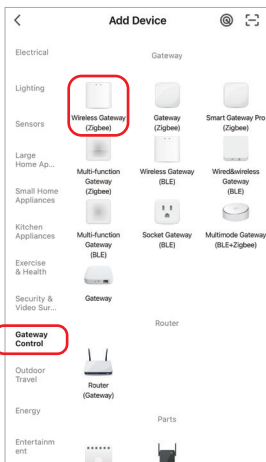 Add Device
Electrical
Lighting
Sensors
Large
Home Ap...
Small Home
Appliances
Kitchen
Appliances
Exercise
& Health
Security &
Video Sur...
Gateway
Control
Outdoor
Travel
Energy
Entertainm
ent
Gateway
Wireless Gateway
(Zigbee)
Gateway
(Zigbee)
Smart Gateway Pro
(Zigbee)
Multi-function
Gateway
(Zigbee)
Wireless Gateway
(BLE)
Wired&wireless
Gateway
(BLE)
Multi-function
Gateway
(BLE)
Socket Gateway
(BLE)
Multimode Gateway
(BLE+Zigbee)
Gateway
Router
Router
(Gateway)
Parts